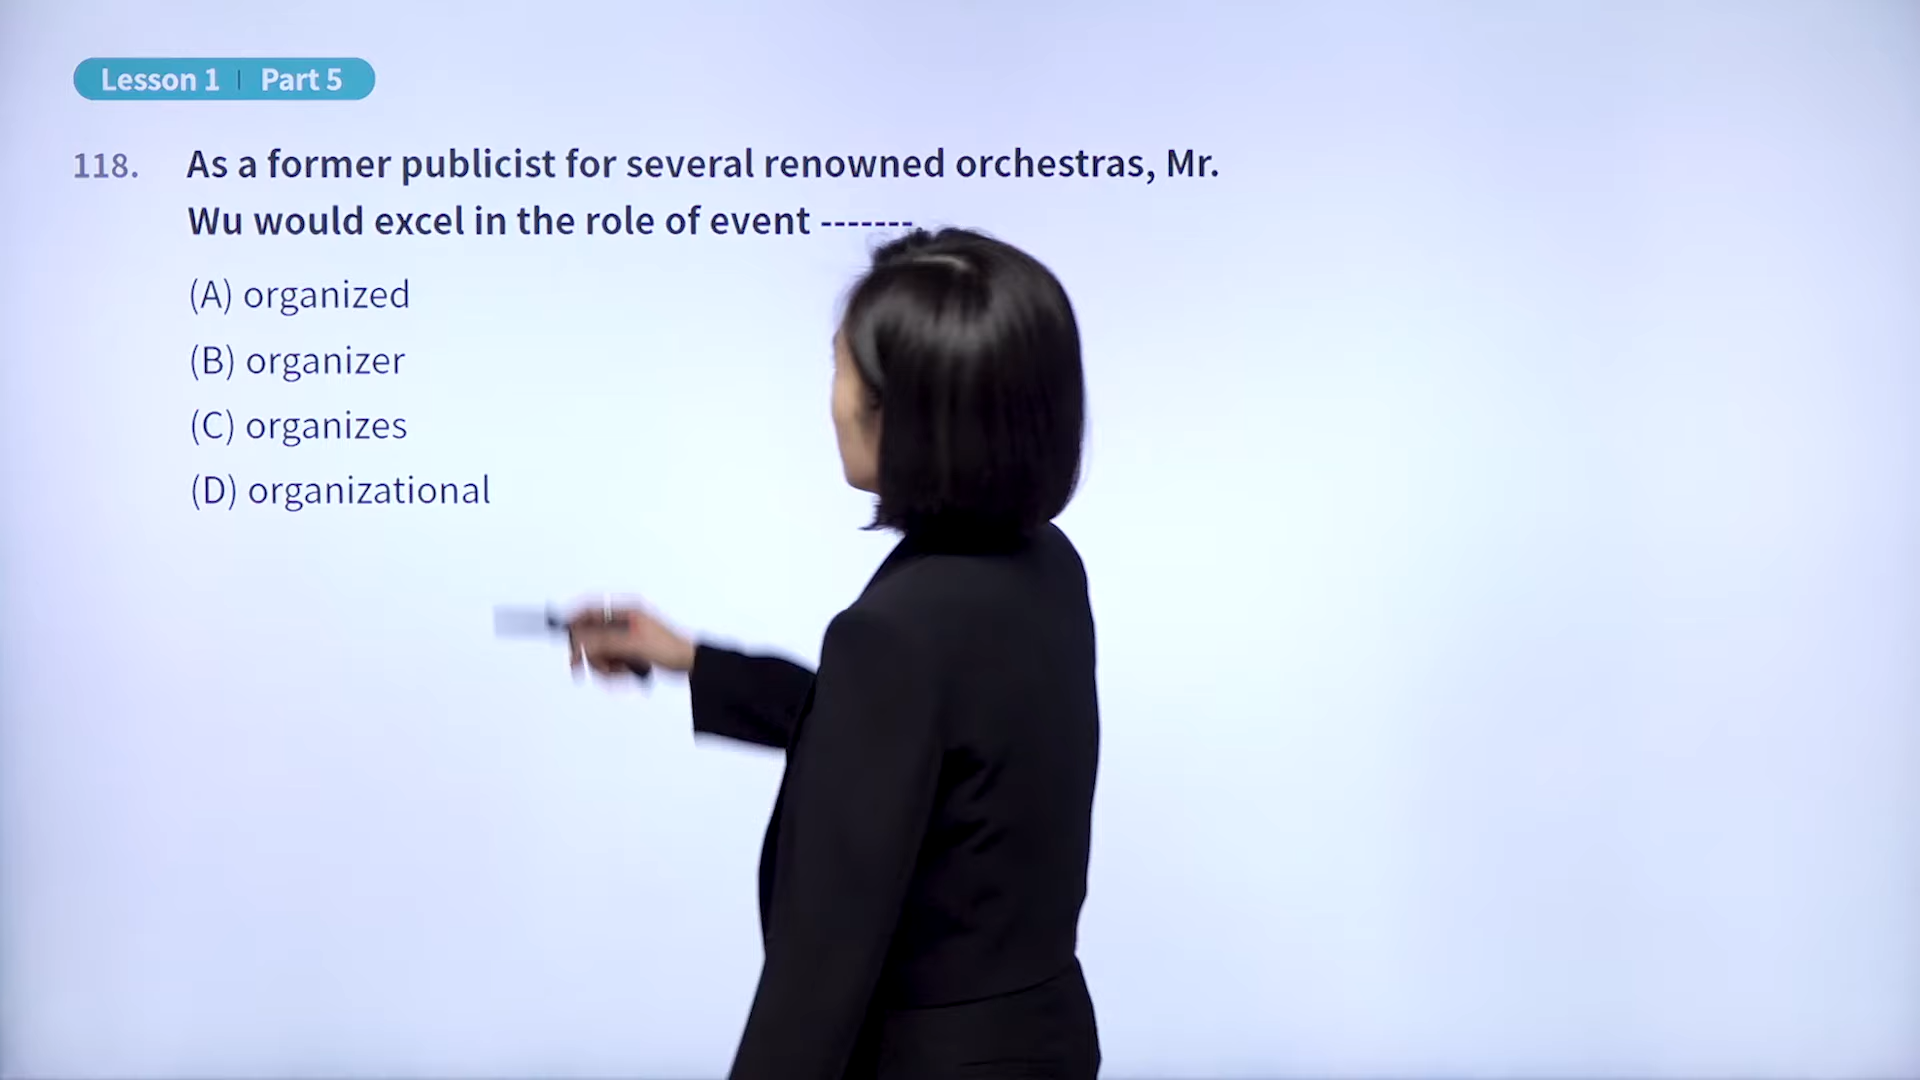 Lesson 1 | Part 5
118. As a former publicist for several renowned orchestras, Mr.
Wu would excel in the role of event -------.
(A) organized
(B) organizer
(C) organizes
(D) organizational